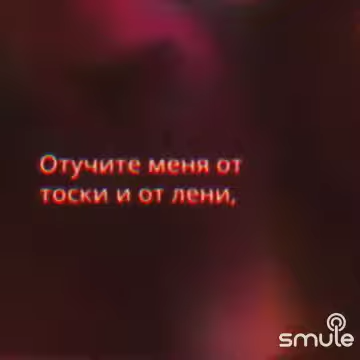 Отучите меня от
тоски и от лени,
smule